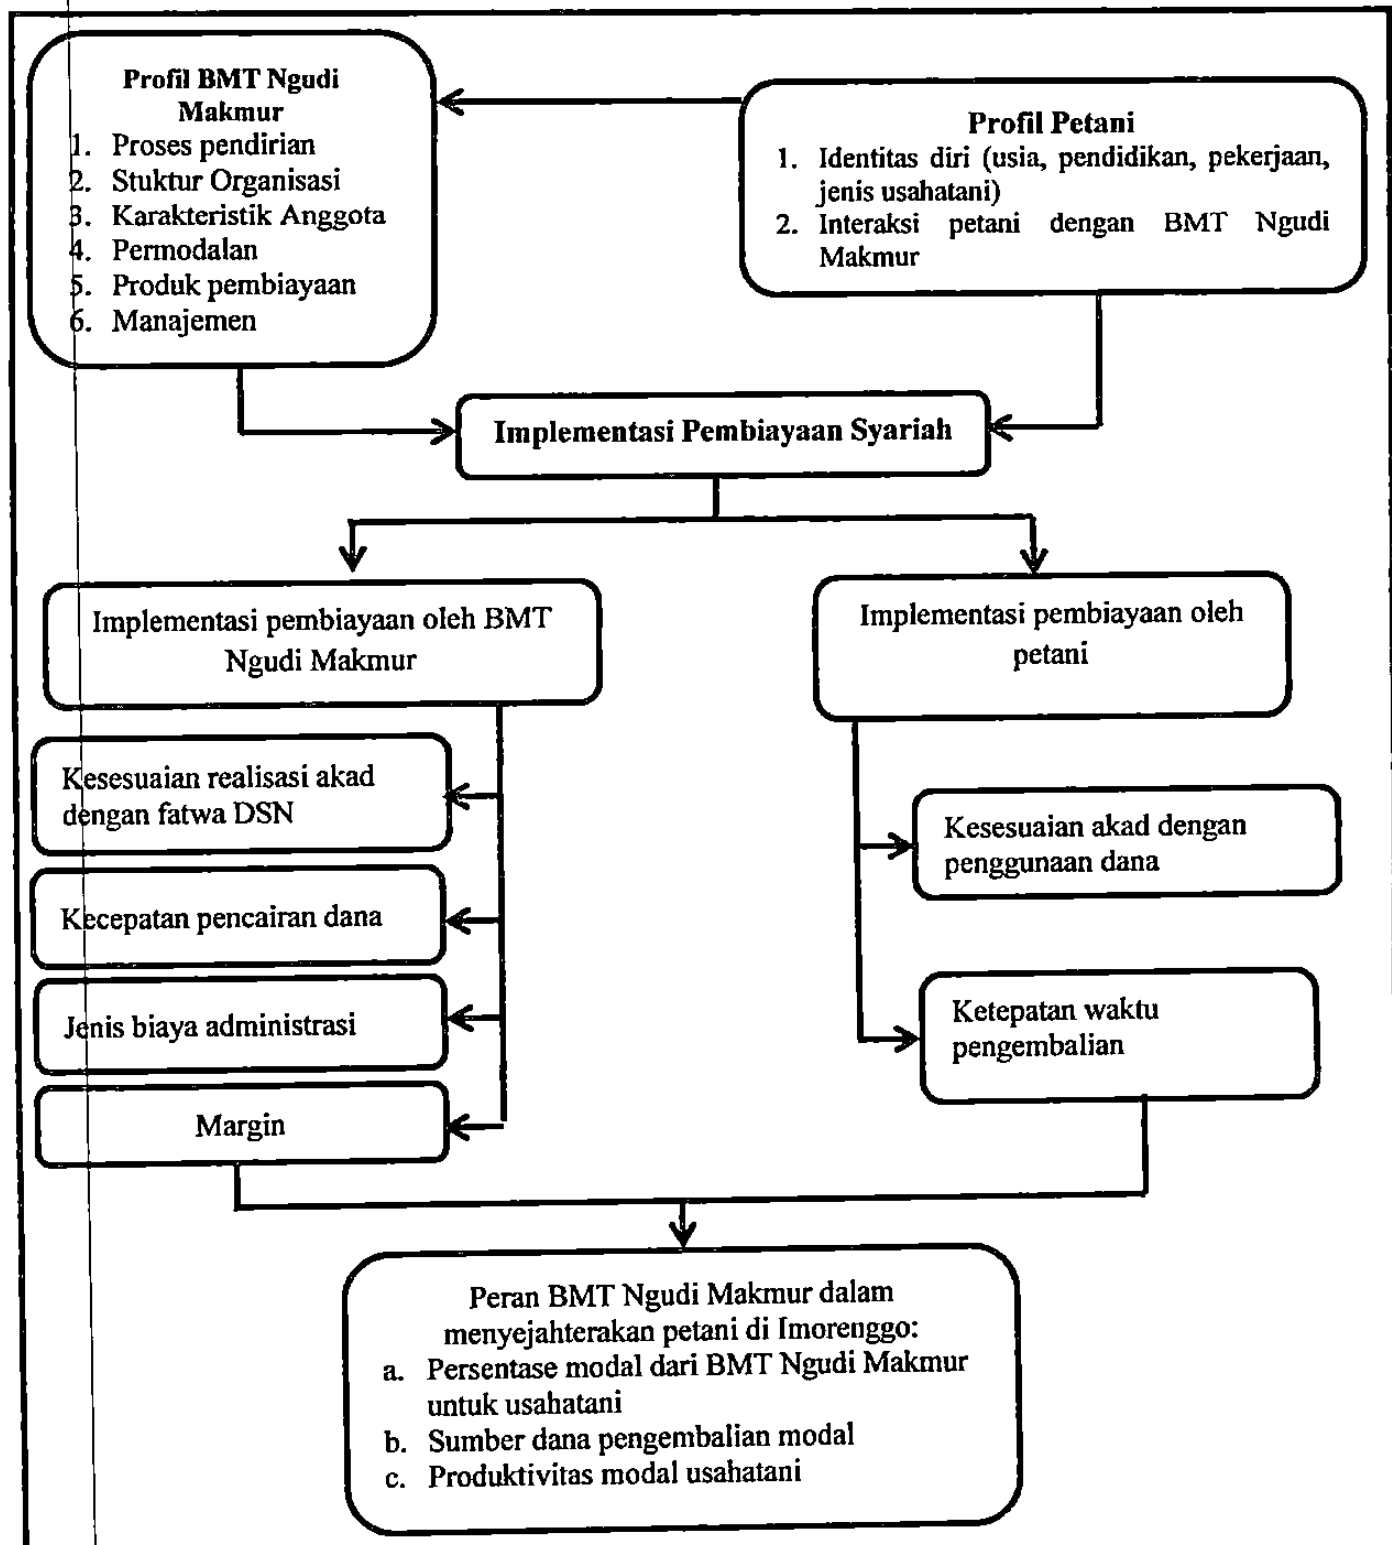 Profil BMT Ngudi
Makmur
1. Proses pendirian
2. Stuktur Organisasi
3. Karakteristik Anggota
4. Permodalan
5. Produk pembiayaan
6. Manajemen
Profil Petani
1. Identitas diri (usia, pendidikan, pekerjaan,
jenis usahatani)
2. Interaksi petani dengan BMT Ngudi
Makmur
Implementasi Pembiayaan Syariah
Implementasi pembiayaan oleh BMT
Ngudi Makmur
Implementasi pembiayaan oleh
petani
Kesesuaian realisasi akad
dengan fatwa DSN
Kecepatan pencairan dana
Jenis biaya administrasi
Margin
Kesesuaian akad dengan
penggunaan dana
Ketepatan waktu
pengembalian
Peran BMT Ngudi Makmur dalam
menyejahterakan petani di Imorenggo:
a. Persentase modal dari BMT Ngudi Makmur
untuk usahatani
b. Sumber dana pengembalian modal
c. Produktivitas modal usahatani